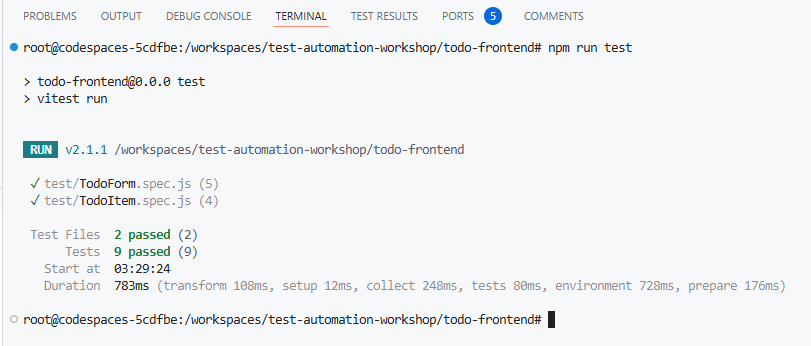 PROBLEMS OUTPUT DEBUG CONSOLE TERMINAL TEST RESULTS PORTS 5 COMMENTS
root@codespaces-5cdfbe:/workspaces/test-automation-workshop/todo-frontend# npm run test
> todo-frontend@0.0.0 test
> vitest run
RUN v2.1.1 /workspaces/test-automation-workshop/todo-frontend
✓ test/TodoForm.spec.js (5)
✓ test/TodoItem.spec.js (4)
Test Files 2 passed (2)
Tests 9 passed (9)
Start at 03:29:24
Duration 783ms (transform 108ms, setup 12ms, collect 248ms, tests 80ms, environment 728ms, prepare 176ms)
root@codespaces-5cdfbe:/workspaces/test-automation-workshop/todo-frontend#